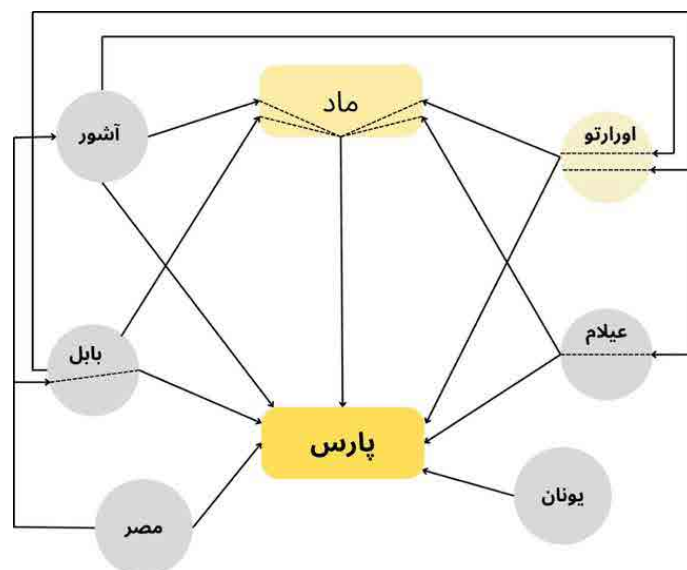 ماد
اورارتو
آشور
عیلام
بابل
پارس
یونان
مصر